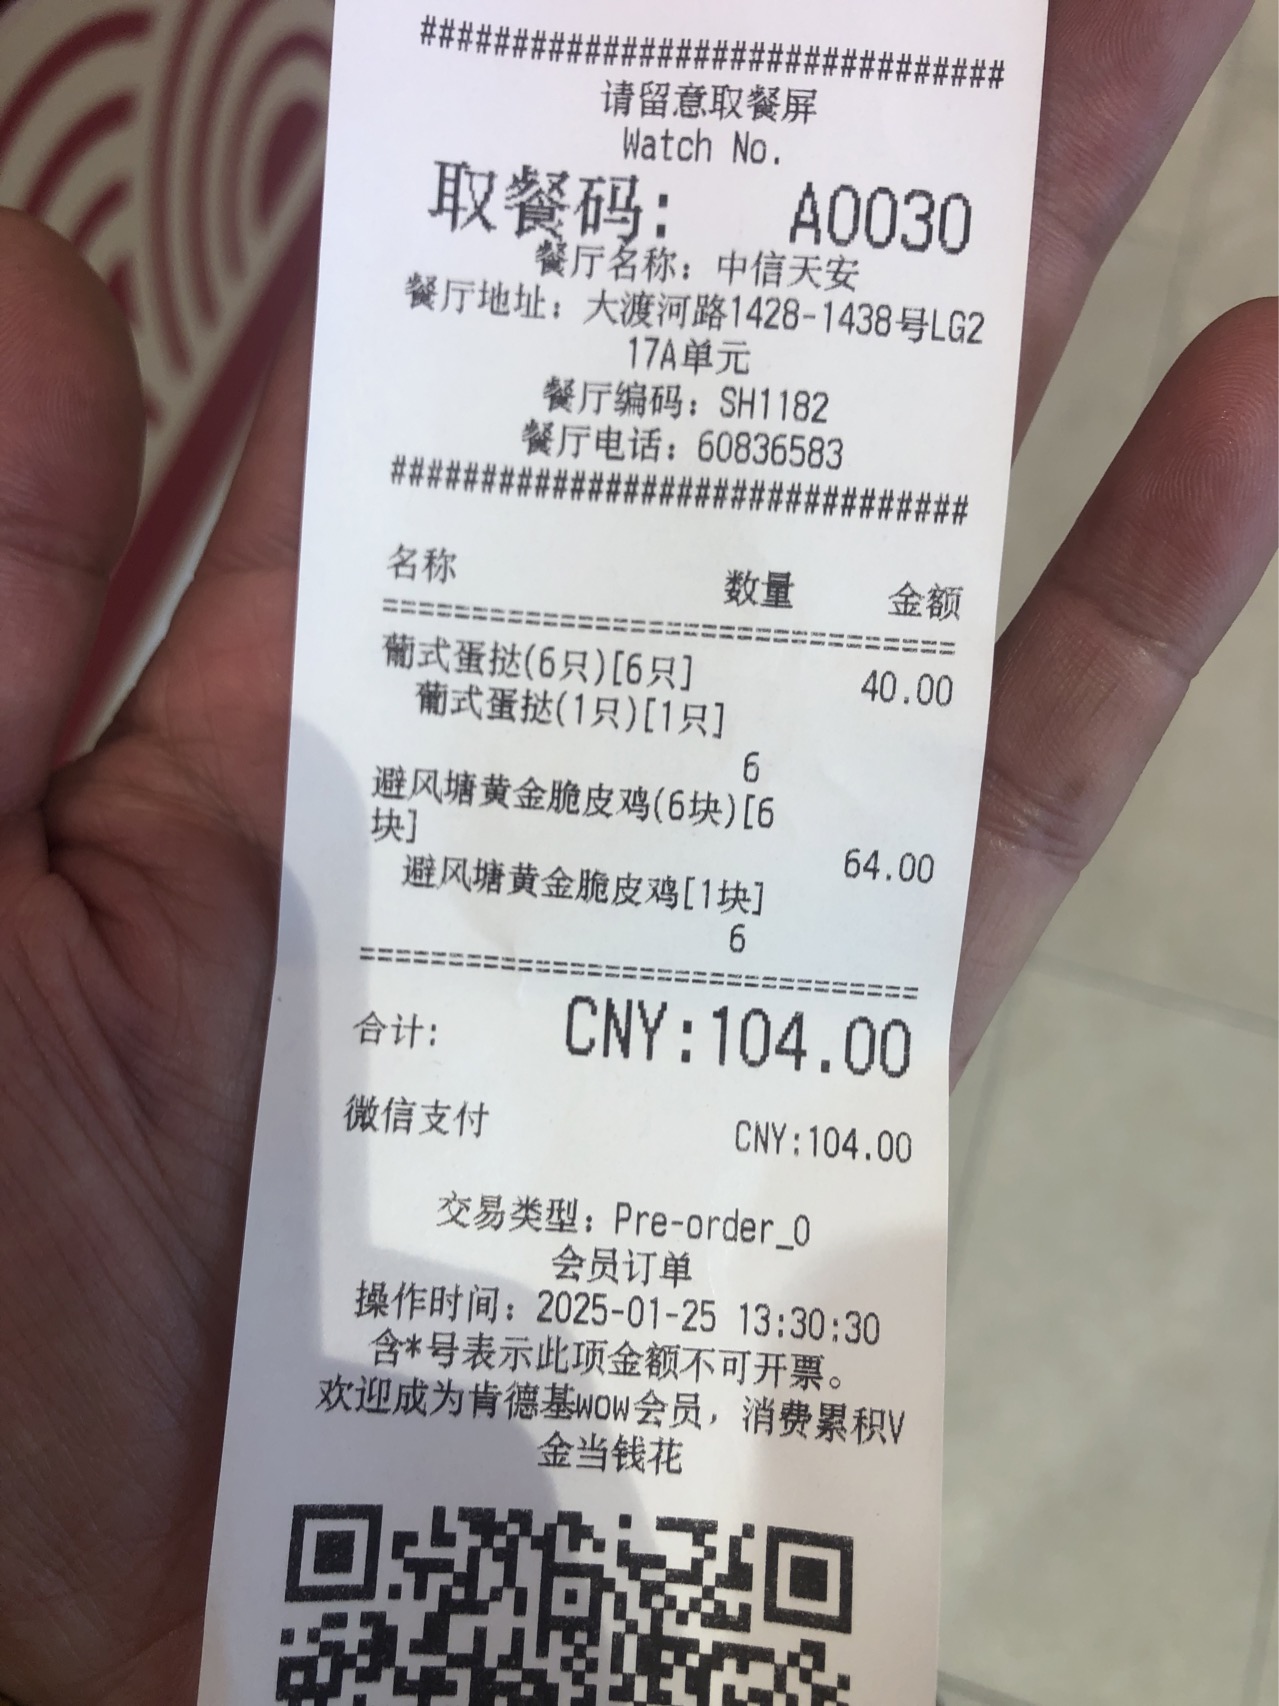 ################################
请留意取餐屏
Watch No.
取餐码: A0030
餐厅名称: 中信天安
餐厅地址: 大渡河路1428-1438号LG2
17A单元
餐厅编码: SH1182
餐厅电话: 60836583
################################
名称 数量 金额
================================
葡式蛋挞(6只)[6只] 40.00
葡式蛋挞(1只)[1只]
6
避风塘黄金脆皮鸡(6块)[6
块] 64.00
避风塘黄金脆皮鸡[1块]
6
================================
合计: CNY:104.00
微信支付 CNY:104.00
交易类型: Pre-order_0
会员订单
操作时间: 2025-01-25 13:30:30
含*号表示此项金额不可开票。
欢迎成为肯德基wow会员, 消费累积V
金当钱花